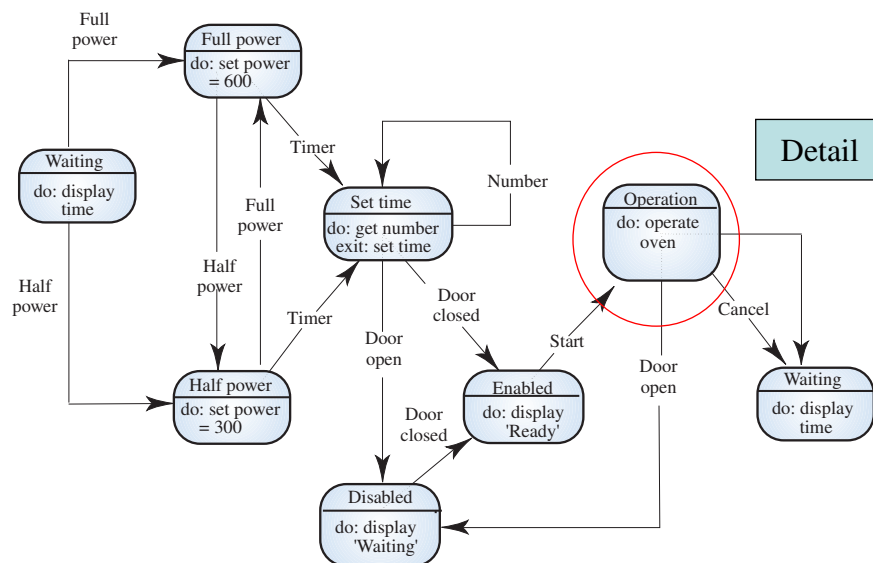 Full
power
Full power
do: set power
= 600
Timer
Number
Detail
Waiting
do: display
time
Full
power
Set time
do: get number
exit: set time
Operation
do: operate
oven
Half
power
Half
power
Timer
Door
closed
Door
open
Start
Cancel
Door
open
Half power
do: set power
= 300
Door
closed
Enabled
do: display
'Ready'
Waiting
do: display
time
Disabled
do: display
'Waiting'